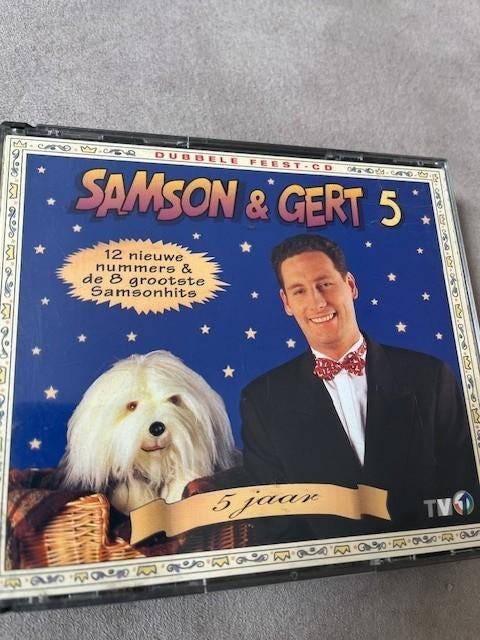 DUBBELE FEEST-CD
SAMSON & GERT 5
12 nieuwe
nummers &
de 8 grootste
Samsonhits
5 jaar
TV1